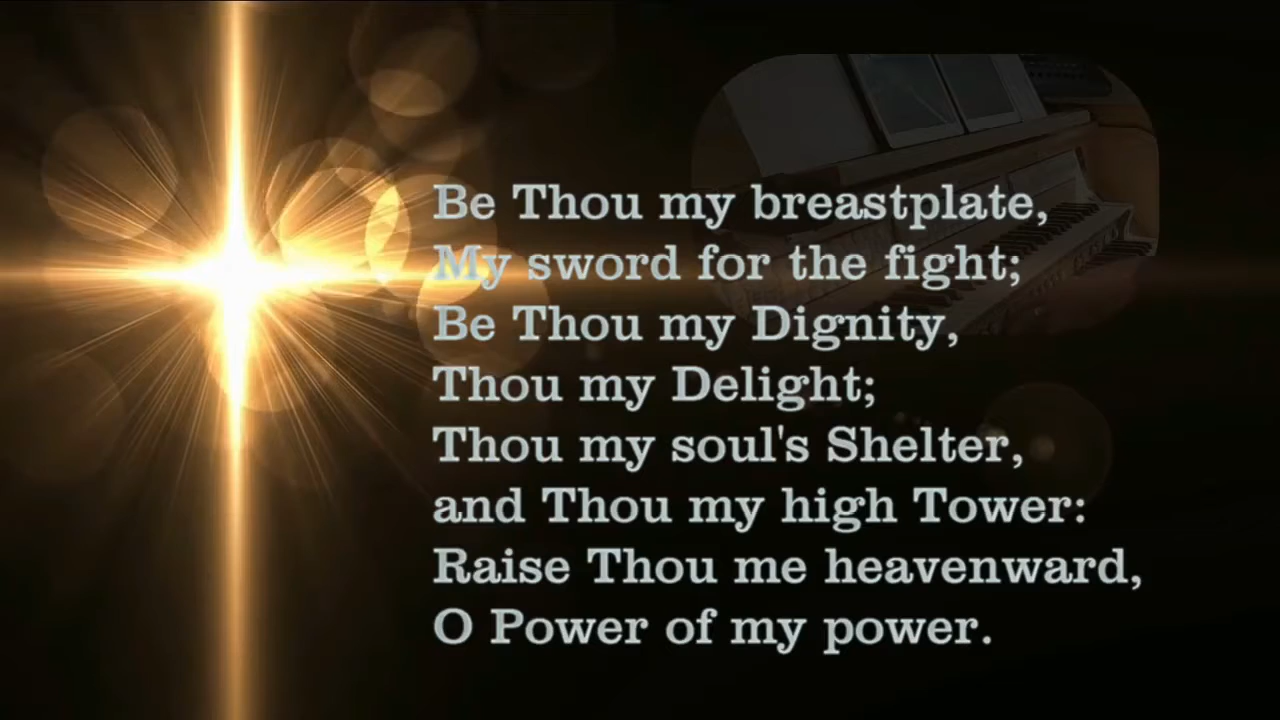 Be Thou my breastplate,
My sword for the fight;
Be Thou my Dignity,
Thou my Delight;
Thou my soul's Shelter,
and Thou my high Tower:
Raise Thou me heavenward,
O Power of my power.